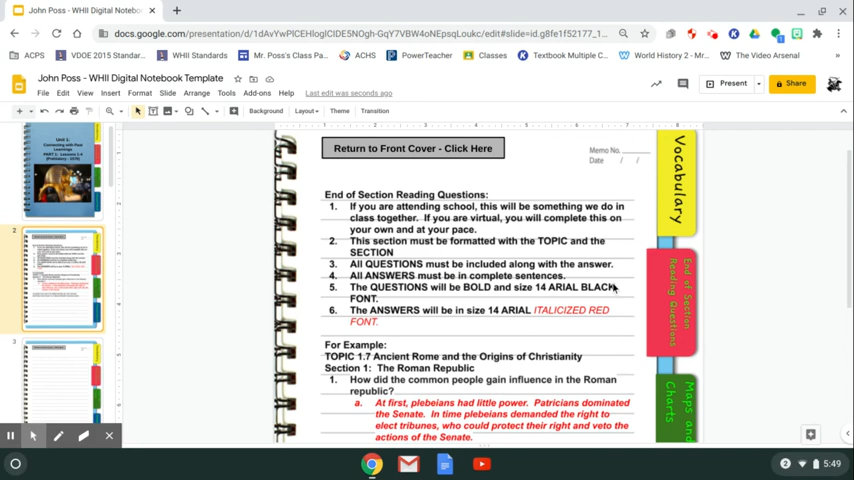 John Poss - WHII Digital Notebook
docs.google.com/presentation/d/1dAvYwPlCEHloglClDE5NOgh-GqY7VBW4oNEpsqLoukc/edit#slide=id.g8fe1f52177_1...
ACPS
VDOE 2015 Standar...
WHII Standards
Mr. Poss's Class Pa...
ACHS
PowerTeacher
Classes
Textbook Multiple C...
World History 2 - Mr...
The Video Arsenal
John Poss - WHII Digital Notebook Template
File Edit View Insert Format Slide Arrange Tools Add-ons Help
Last edit was seconds ago
Present
Share
Background Layout Theme Transition
1 2 3 4 5 6 7 8
Unit 1:
Connecting with Past
Learnings
2
3
Return to Front Cover - Click Here
Memo No.
Date / /
End of Section Reading Questions:
1. If you are attending school, this will be something we do in
class together. If you are virtual, you will complete this on
your own and at your pace.
2. This section must be formatted with the TOPIC and the
SECTION
3. All QUESTIONS must be included along with the answer.
4. All ANSWERS must be in complete sentences.
5. The QUESTIONS will be BOLD and size 14 ARIAL BLACK
FONT.
6. The ANSWERS will be in size 14 ARIAL ITALICIZED RED
FONT.
For Example:
TOPIC 1.7 Ancient Rome and the Origins of Christianity
Section 1: The Roman Republic
1. How did the common people gain influence in the Roman
republic?
a. At first, plebeians had little power. Patricians dominated
the Senate. In time plebeians demanded the right to
elect tribunes, who could protect their right and veto the
actions of the Senate.
Vocabulary
End of Section
Reading Questions
Maps and
Charts
2
5:49